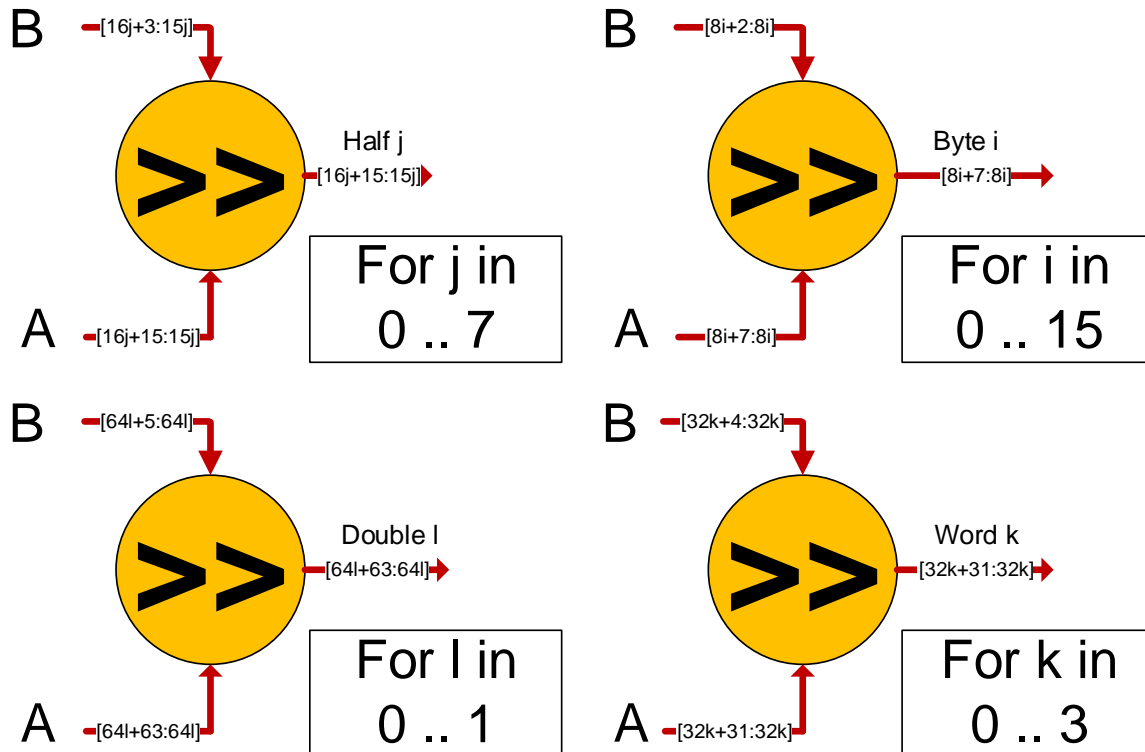 B
[16j+3:15j]
>>
Half j
[16j+15:15j]
A
[16j+15:15j]
For j in
0 .. 7
B
[8i+2:8i]
>>
Byte i
[8i+7:8i]
A
[8i+7:8i]
For i in
0 .. 15
B
[64l+5:64l]
>>
Double l
[64l+63:64l]
A
[64l+63:64l]
For l in
0 .. 1
B
[32k+4:32k]
>>
Word k
[32k+31:32k]
A
[32k+31:32k]
For k in
0 .. 3